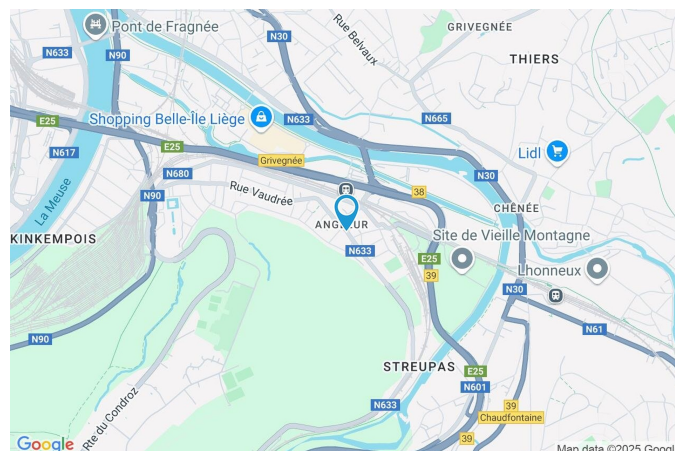 Pont de Fragnée
N633
N90
N30
Rue Belvaux
GRIVEGNÉE
THIERS
E25
Shopping Belle-Île Liège
N633
N665
Lidl
N617
La Meuse
N680
Grivegnée
N30
N90
Rue Vaudrée
38
CHÊNÉE
KINKEMPOIS
N633
Site de Vieille Montagne
E25
39
Lhonneux
N30
N90
N61
STREUPAS
E25
N601
N633
39
Chaudfontaine
39
Rte du Condroz
Google
Map data ©2025 Google